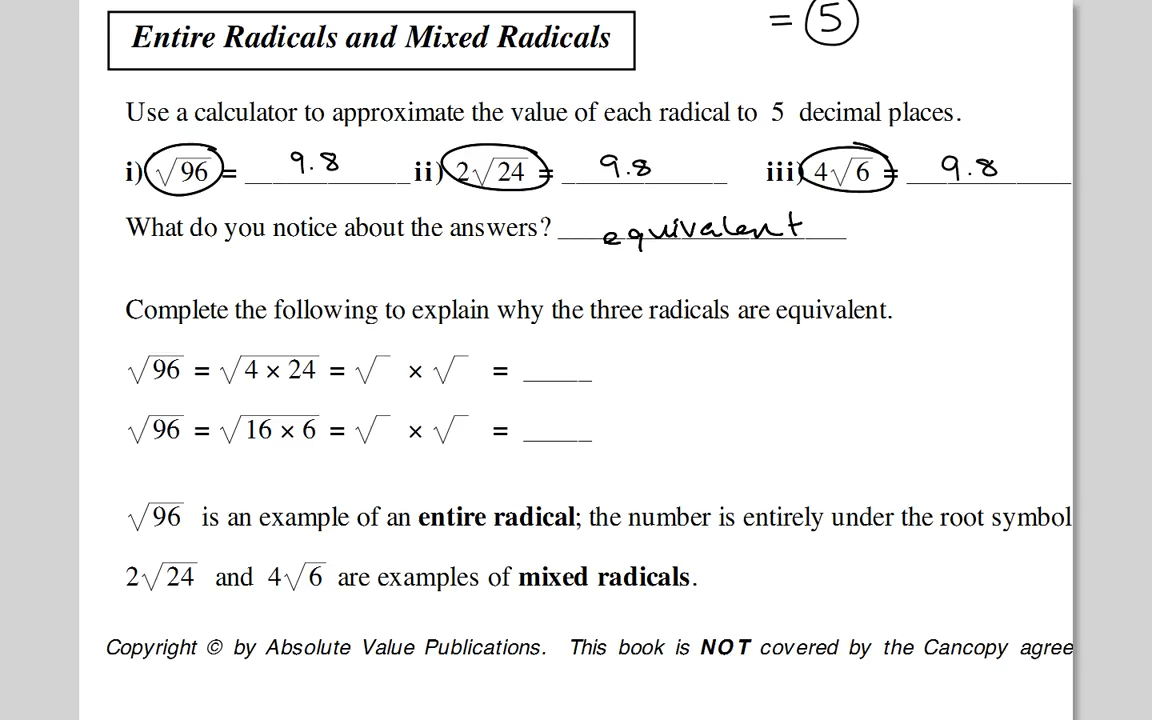 = 5
Entire Radicals and Mixed Radicals
Use a calculator to approximate the value of each radical to 5 decimal places.
i) √96 = 9.8 ii) 2√24 = 9.8 iii) 4√6 = 9.8
What do you notice about the answers? equivalent
Complete the following to explain why the three radicals are equivalent.
√96 = √4 × 24 = √ × √ = _____
√96 = √16 × 6 = √ × √ = _____
√96 is an example of an entire radical; the number is entirely under the root symbol
2√24 and 4√6 are examples of mixed radicals.
Copyright © by Absolute Value Publications. This book is NOT covered by the Cancopy agree